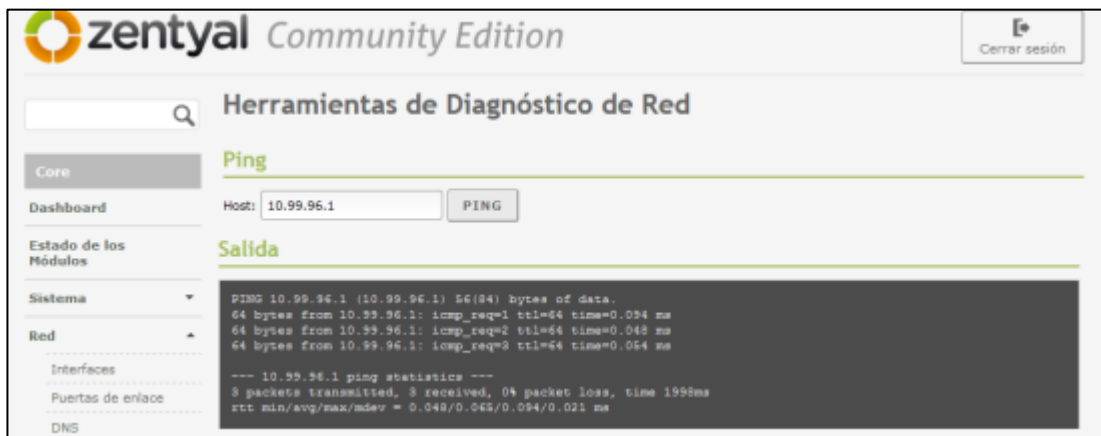 zentyal Community Edition
Cerrar sesión
Herramientas de Diagnóstico de Red
Core
Dashboard
Estado de los
Módulos
Sistema
Red
Interfaces
Puertas de enlace
DNS
Ping
Host: 10.99.96.1 PING
Salida
PING 10.99.96.1 (10.99.96.1) 56(84) bytes of data.
64 bytes from 10.99.96.1: icmp_req=1 ttl=64 time=0.094 ms
64 bytes from 10.99.96.1: icmp_req=2 ttl=64 time=0.048 ms
64 bytes from 10.99.96.1: icmp_req=3 ttl=64 time=0.054 ms
--- 10.99.96.1 ping statistics ---
3 packets transmitted, 3 received, 0% packet loss, time 1998ms
rtt min/avg/max/mdev = 0.048/0.065/0.094/0.021 ms